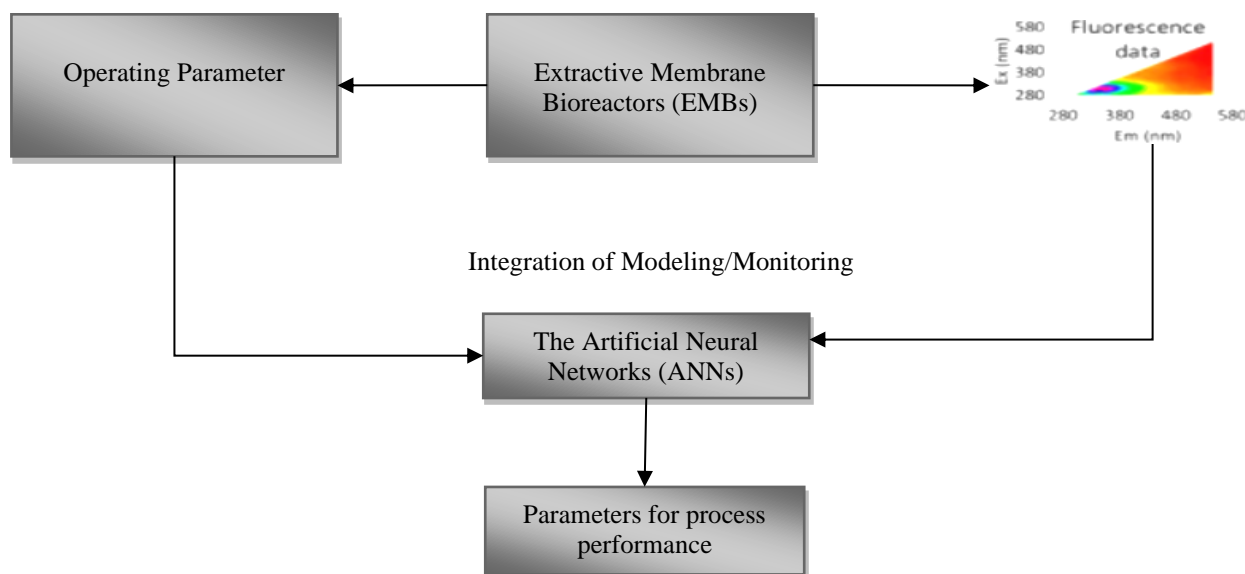 Operating Parameter
Extractive Membrane
Bioreactors (EMBs)
Fluorescence
data
Ex (nm)
580
480
380
280
280 380 480 580
Em (nm)
Integration of Modeling/Monitoring
The Artificial Neural
Networks (ANNs)
Parameters for process
performance